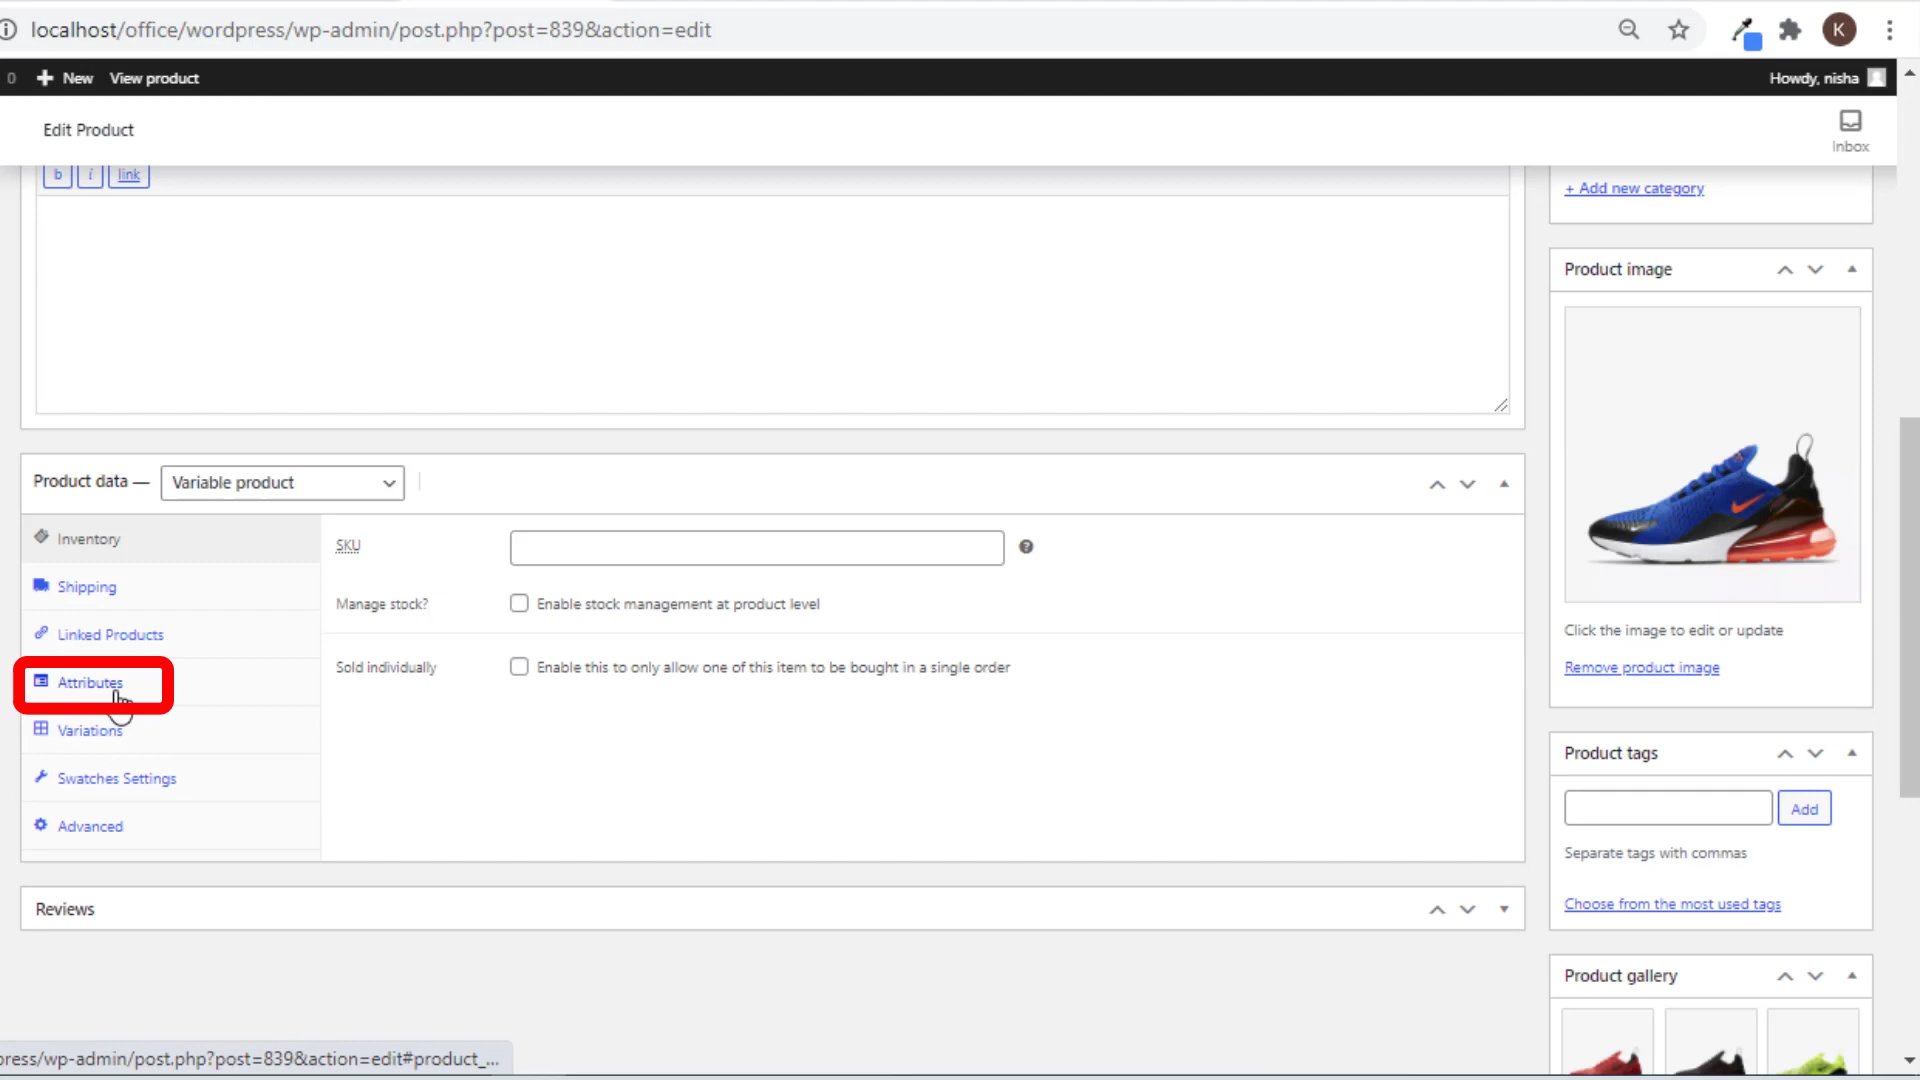 localhost/office/wordpress/wp-admin/post.php?post=839&action=edit
K
0 New View product
Howdy, nisha
Edit Product
Inbox
b i link
+ Add new category
Product image
Click the image to edit or update
Remove product image
Product data — Variable product
Inventory
Shipping
Linked Products
Attributes
Variations
Swatches Settings
Advanced
SKU
Manage stock? Enable stock management at product level
Sold individually Enable this to only allow one of this item to be bought in a single order
Product tags
Add
Separate tags with commas
Choose from the most used tags
Reviews
Product gallery
press/wp-admin/post.php?post=839&action=edit#product_...